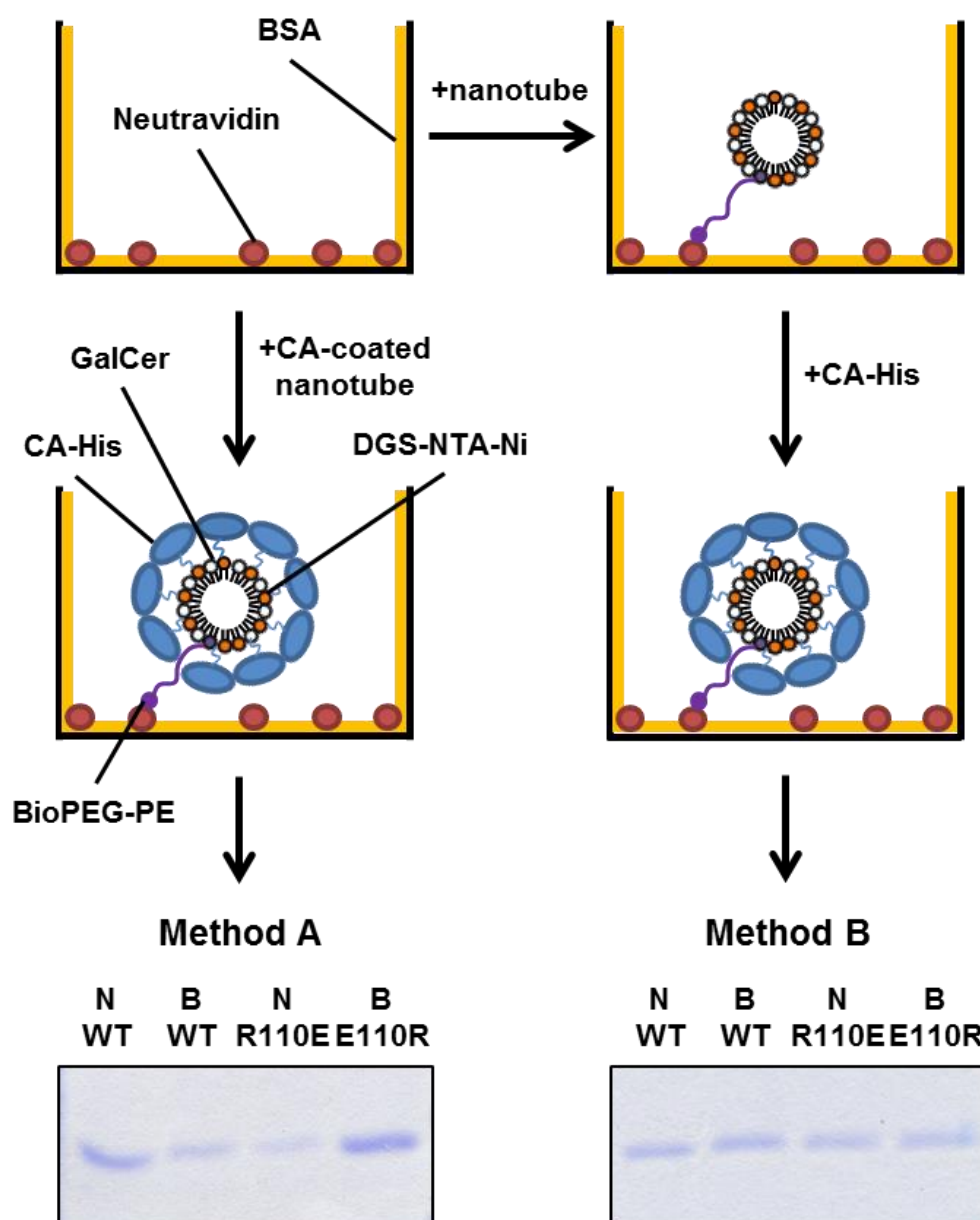 BSA
Neutravidin
+nanotube
GalCer
+CA-coated
nanotube
CA-His
DGS-NTA-Ni
+CA-His
BioPEG-PE
Method A
Method B
N B N B
WT WT R110E E110R
N B N B
WT WT R110E E110R